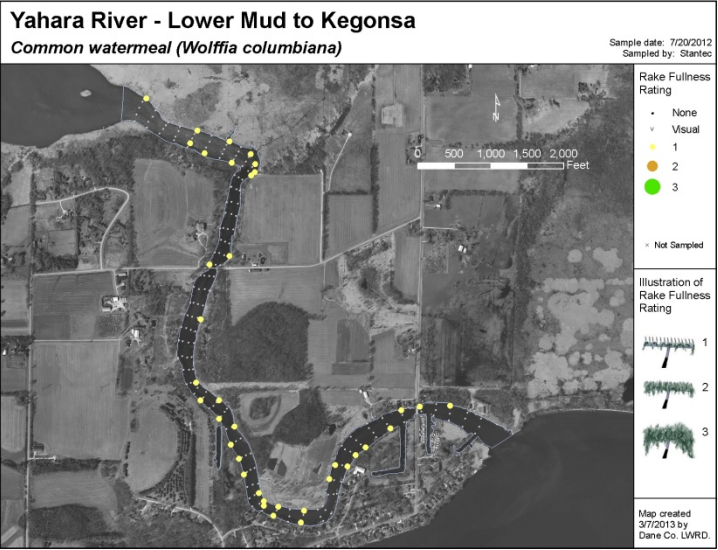 Yahara River - Lower Mud to Kegonsa
Common watermeal (Wolffia columbiana)
Sample date: 7/20/2012
Sampled by: Stantec
Rake Fullness
Rating
None
Visual
1
2
3
× Not Sampled
N
0 500 1,000 1,500 2,000
Feet
Illustration of
Rake Fullness
Rating
1
2
3
Map created
3/7/2013 by
Dane Co. LWRD.